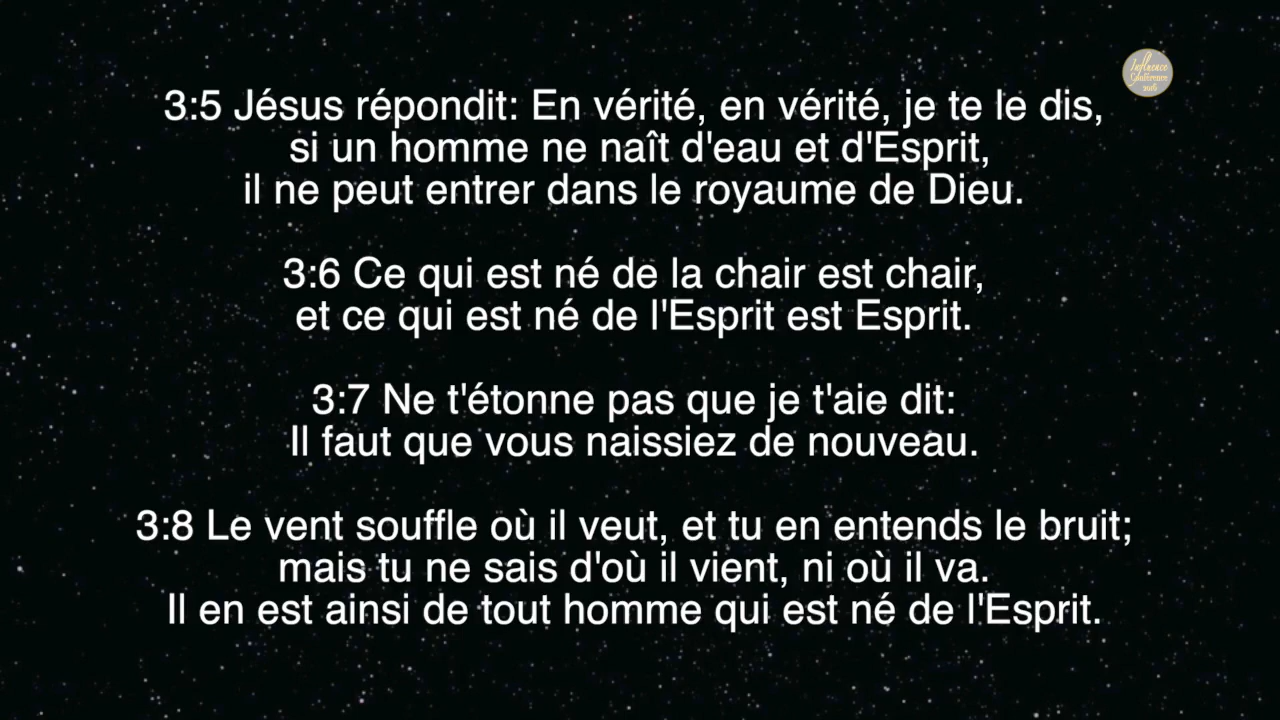 Influence
3:5 Jésus répondit: En vérité, en vérité, je te le dis,
si un homme ne naît d'eau et d'Esprit,
il ne peut entrer dans le royaume de Dieu.
3:6 Ce qui est né de la chair est chair,
et ce qui est né de l'Esprit est Esprit.
3:7 Ne t'étonne pas que je t'aie dit:
Il faut que vous naissiez de nouveau.
3:8 Le vent souffle où il veut, et tu en entends le bruit;
mais tu ne sais d'où il vient, ni où il va.
Il en est ainsi de tout homme qui est né de l'Esprit.